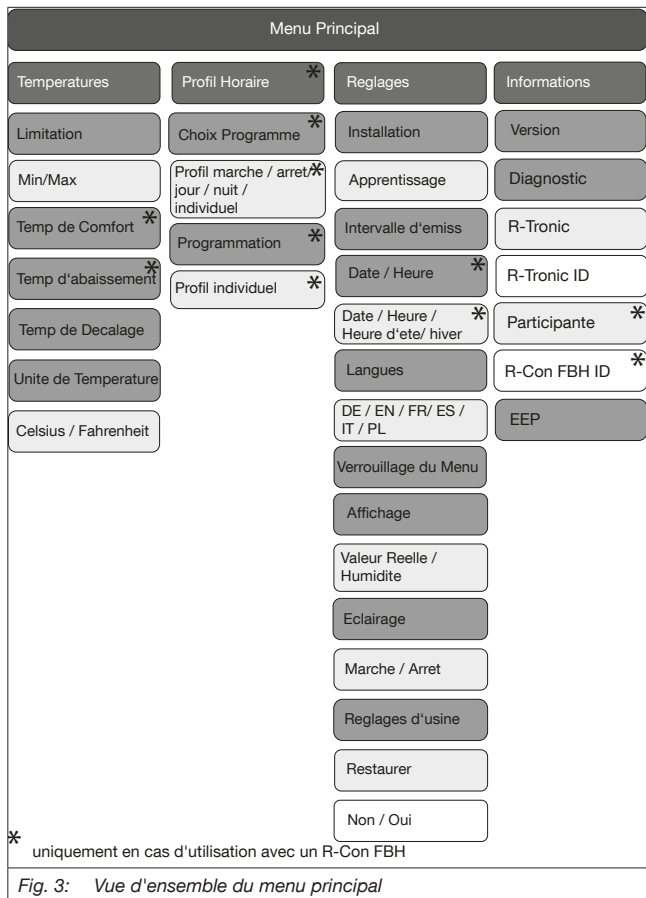 Menu Principal
Temperatures
Limitation
Min/Max
Temp de Comfort *
Temp d'abaissement *
Temp de Decalage
Unite de Temperature
Celsius / Fahrenheit
Profil Horaire *
Choix Programme *
Profil marche / arret/ *
jour / nuit /
individuel
Programmation *
Profil individuel *
Reglages
Installation
Apprentissage
Intervalle d'emiss
Date / Heure *
Date / Heure / *
Heure d'ete/ hiver
Langues
DE / EN / FR/ ES /
IT / PL
Verrouillage du Menu
Affichage
Valeur Reelle /
Humidite
Eclairage
Marche / Arret
Reglages d'usine
Restaurer
Non / Oui
Informations
Version
Diagnostic
R-Tronic
R-Tronic ID
Participante *
R-Con FBH ID *
EEP
* uniquement en cas d'utilisation avec un R-Con FBH
Fig. 3: Vue d'ensemble du menu principal